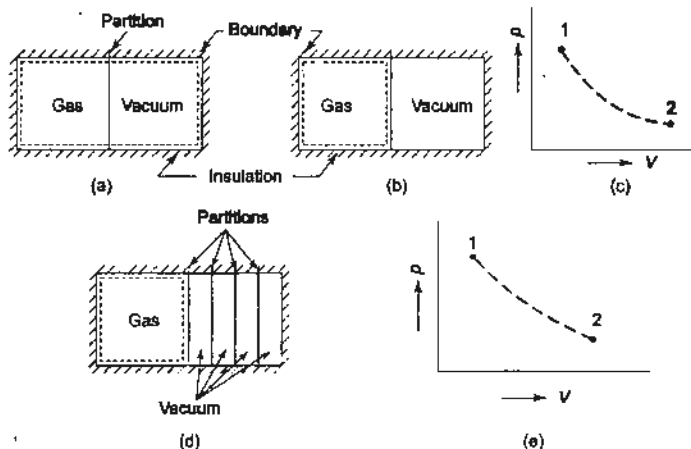 Partition
Boundary
Gas
Vacuum
Gas
Vacuum
Insulation
(a)
(b)
p
1
2
V
(c)
Partitions
Gas
Vacuum
(d)
p
1
2
V
(e)